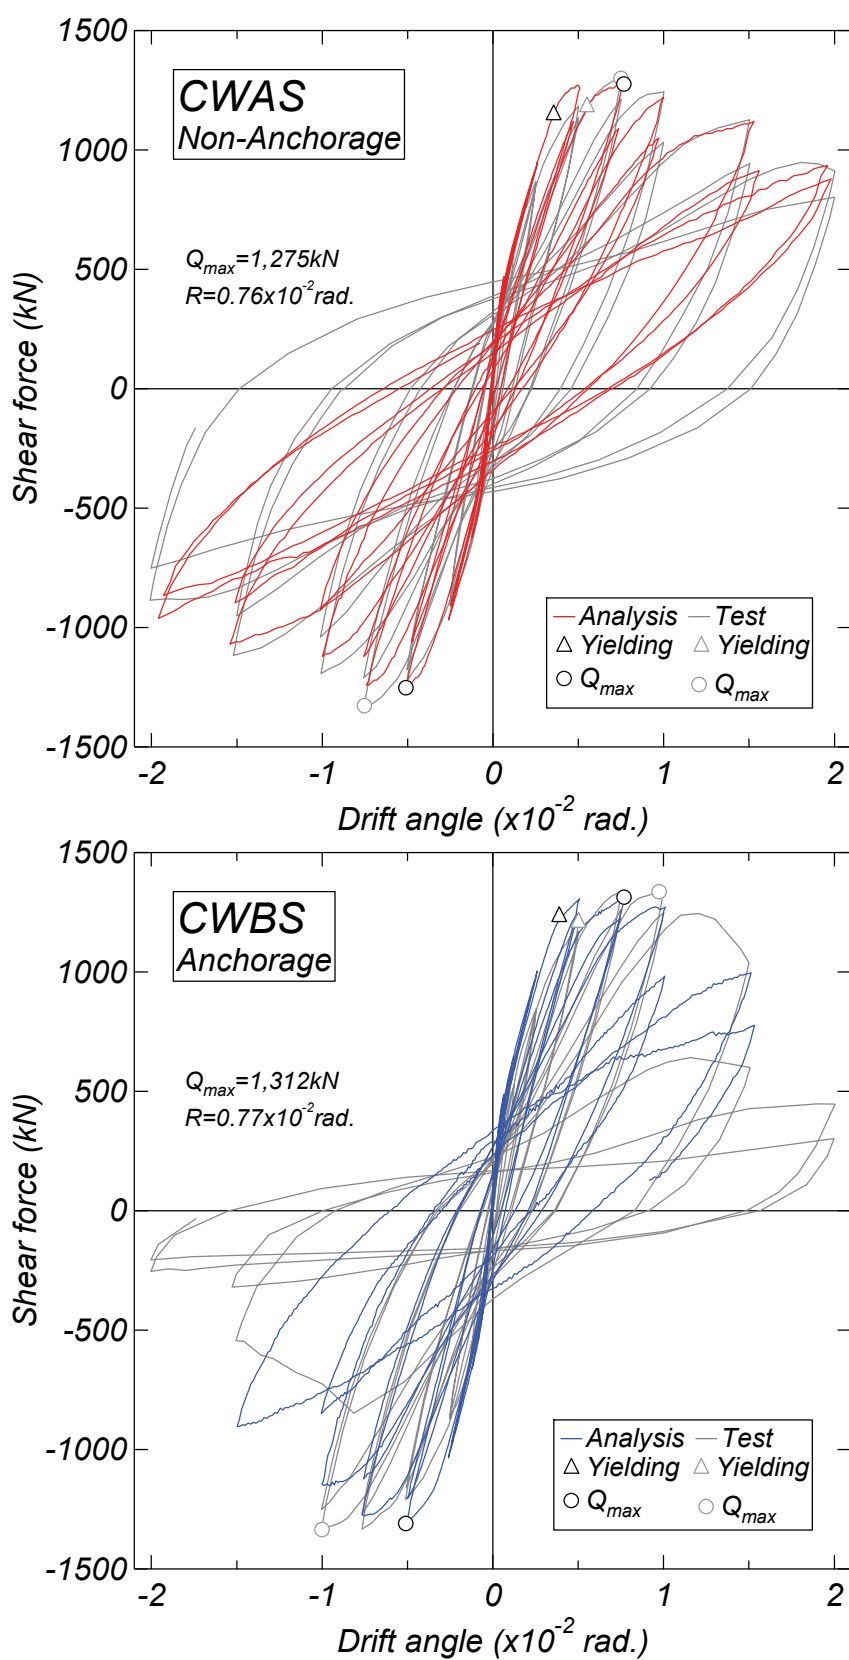 1500
1000
500
0
-500
-1000
-1500
Shear force (kN)
CWAS
Non-Anchorage
Qmax=1,275kN
R=0.76x10-2rad.
Analysis Test
Yielding Yielding
Qmax Qmax
-2 -1 0 1 2
Drift angle (x10-2 rad.)
1500
1000
500
0
-500
-1000
-1500
Shear force (kN)
CWBS
Anchorage
Qmax=1,312kN
R=0.77x10-2rad.
Analysis Test
Yielding Yielding
Qmax Qmax
-2 -1 0 1 2
Drift angle (x10-2 rad.)